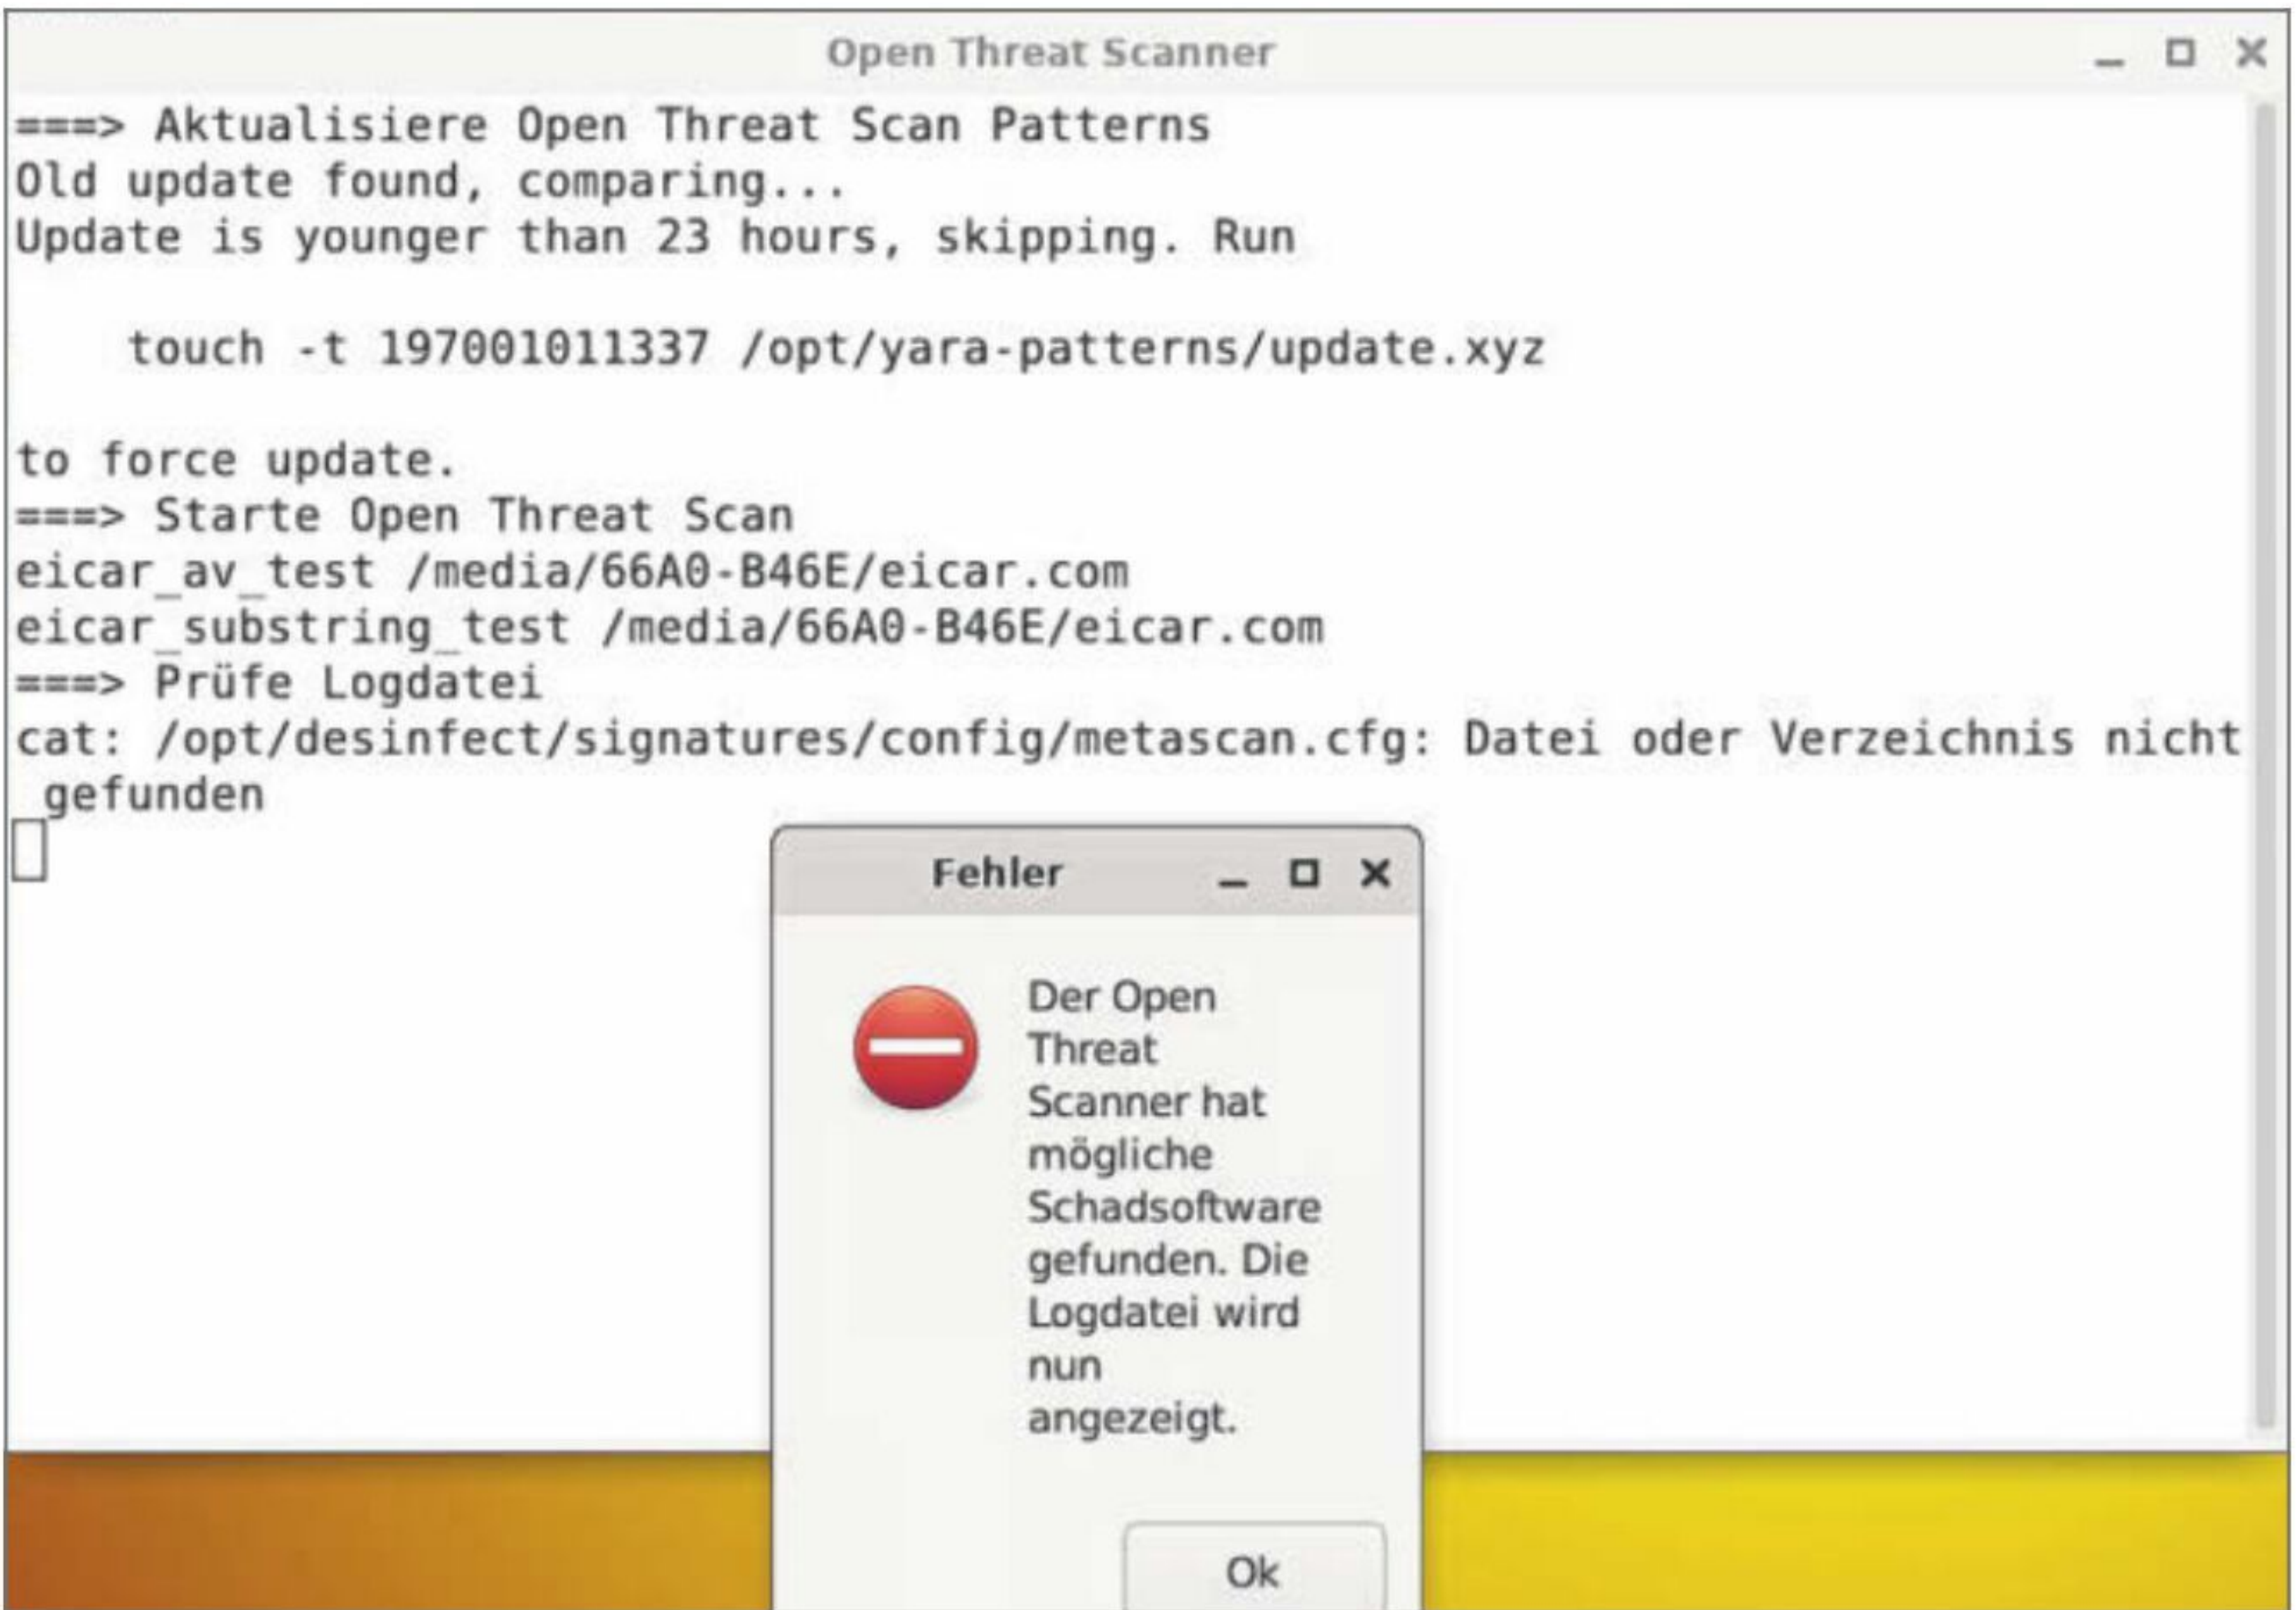 Open Threat Scanner
===> Aktualisiere Open Threat Scan Patterns
Old update found, comparing...
Update is younger than 23 hours, skipping. Run
touch -t 197001011337 /opt/yara-patterns/update.xyz
to force update.
===> Starte Open Threat Scan
eicar_av_test /media/66A0-B46E/eicar.com
eicar_substring_test /media/66A0-B46E/eicar.com
===> Prüfe Logdatei
cat: /opt/desinfect/signatures/config/metascan.cfg: Datei oder Verzeichnis nicht
gefunden
Fehler
Der Open
Threat
Scanner hat
mögliche
Schadsoftware
gefunden. Die
Logdatei wird
nun
angezeigt.
Ok